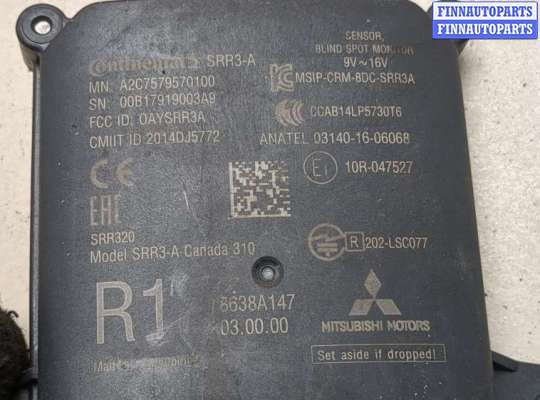 FINNAUTOPARTS
FINNAUTOPARTS
FINNAUTOPARTS
Continental SRR3-A
MN: A2C7579570100
SN: 00B17919003A9
FCC ID: OAYSRR3A
CMIIT ID 2014DJ5772
SENSOR,
BLIND SPOT MONITOR
9V~16V
MSIP-CRM-8DC-SRR3A
CCAB14LP5730T6
ANATEL 03140-16-06068
E1 10R-047527
CE
EAC
SRR320
Model SRR3-A Canada 310
R 202-LSC077
R1
8638A147
03.00.00
MITSUBISHI MOTORS
Set aside if dropped!